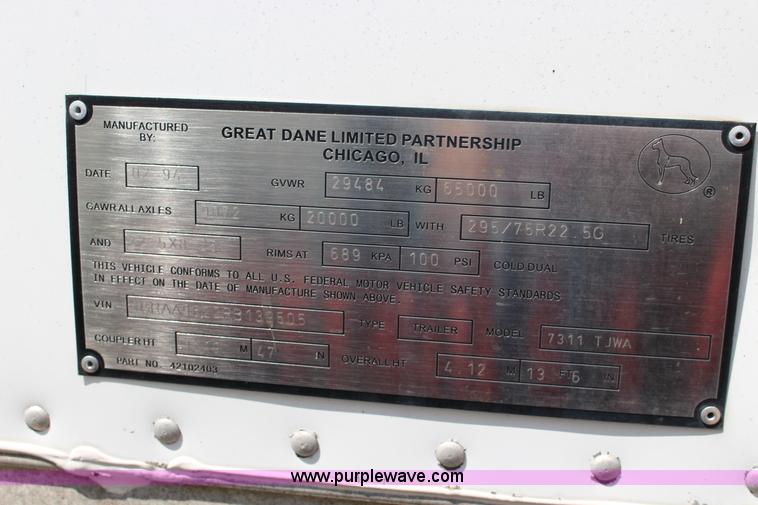 MANUFACTURED BY: GREAT DANE LIMITED PARTNERSHIP
CHICAGO, IL
DATE 02 94 GVWR 29484 KG 65000 LB
®
GAWR ALL AXLES 9072 KG 20000 LB WITH 295/75R22.5G TIRES
AND RIMS AT 689 KPA 100 PSI COLD DUAL
THIS VEHICLE CONFORMS TO ALL U.S. FEDERAL MOTOR VEHICLE SAFETY STANDARDS
IN EFFECT ON THE DATE OF MANUFACTURE SHOWN ABOVE.
VIN TYPE TRAILER MODEL 7311 TJWA
COUPLER HT M 47 IN OVERALL HT 4.12 M 13 FT 6 IN
PART NO. 42102403
www.purplewave.com